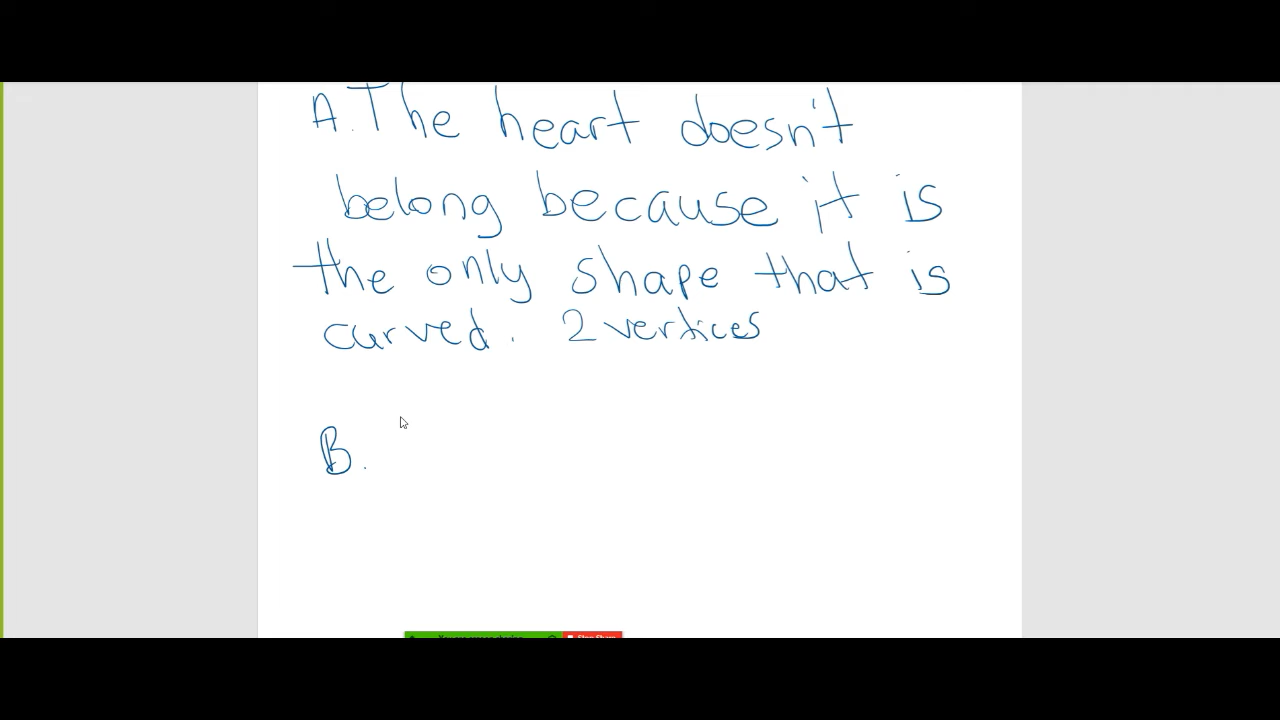 A. The heart doesn't
belong because it is
the only shape that is
curved. 2 vertices
B.